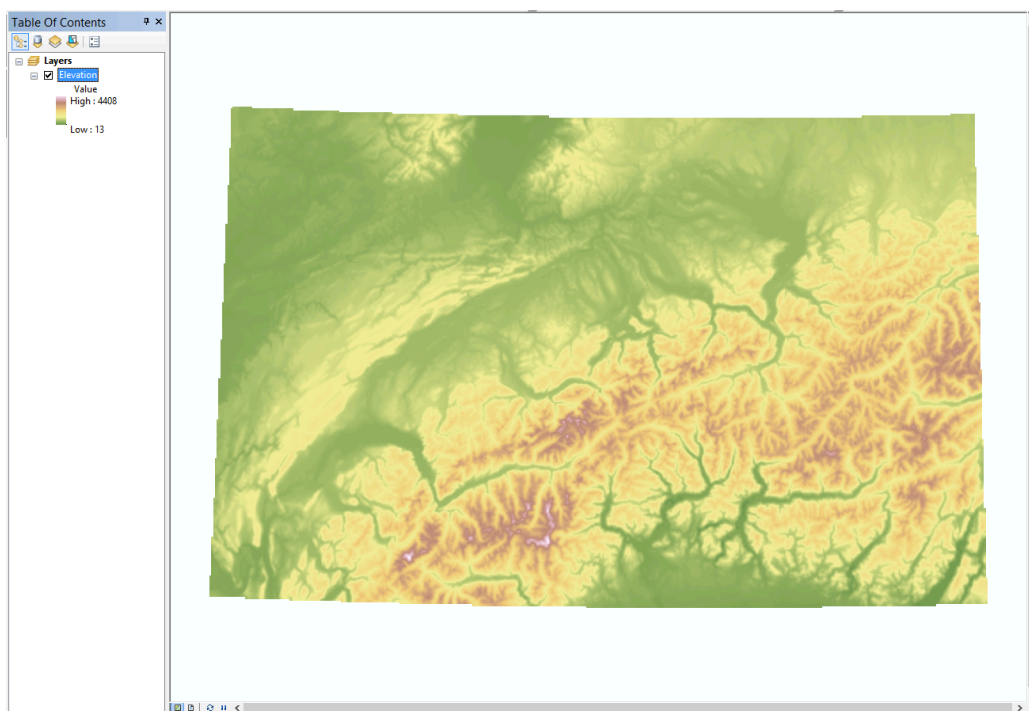 Table Of Contents
Layers
Elevation
Value
High : 4408
Low : 13